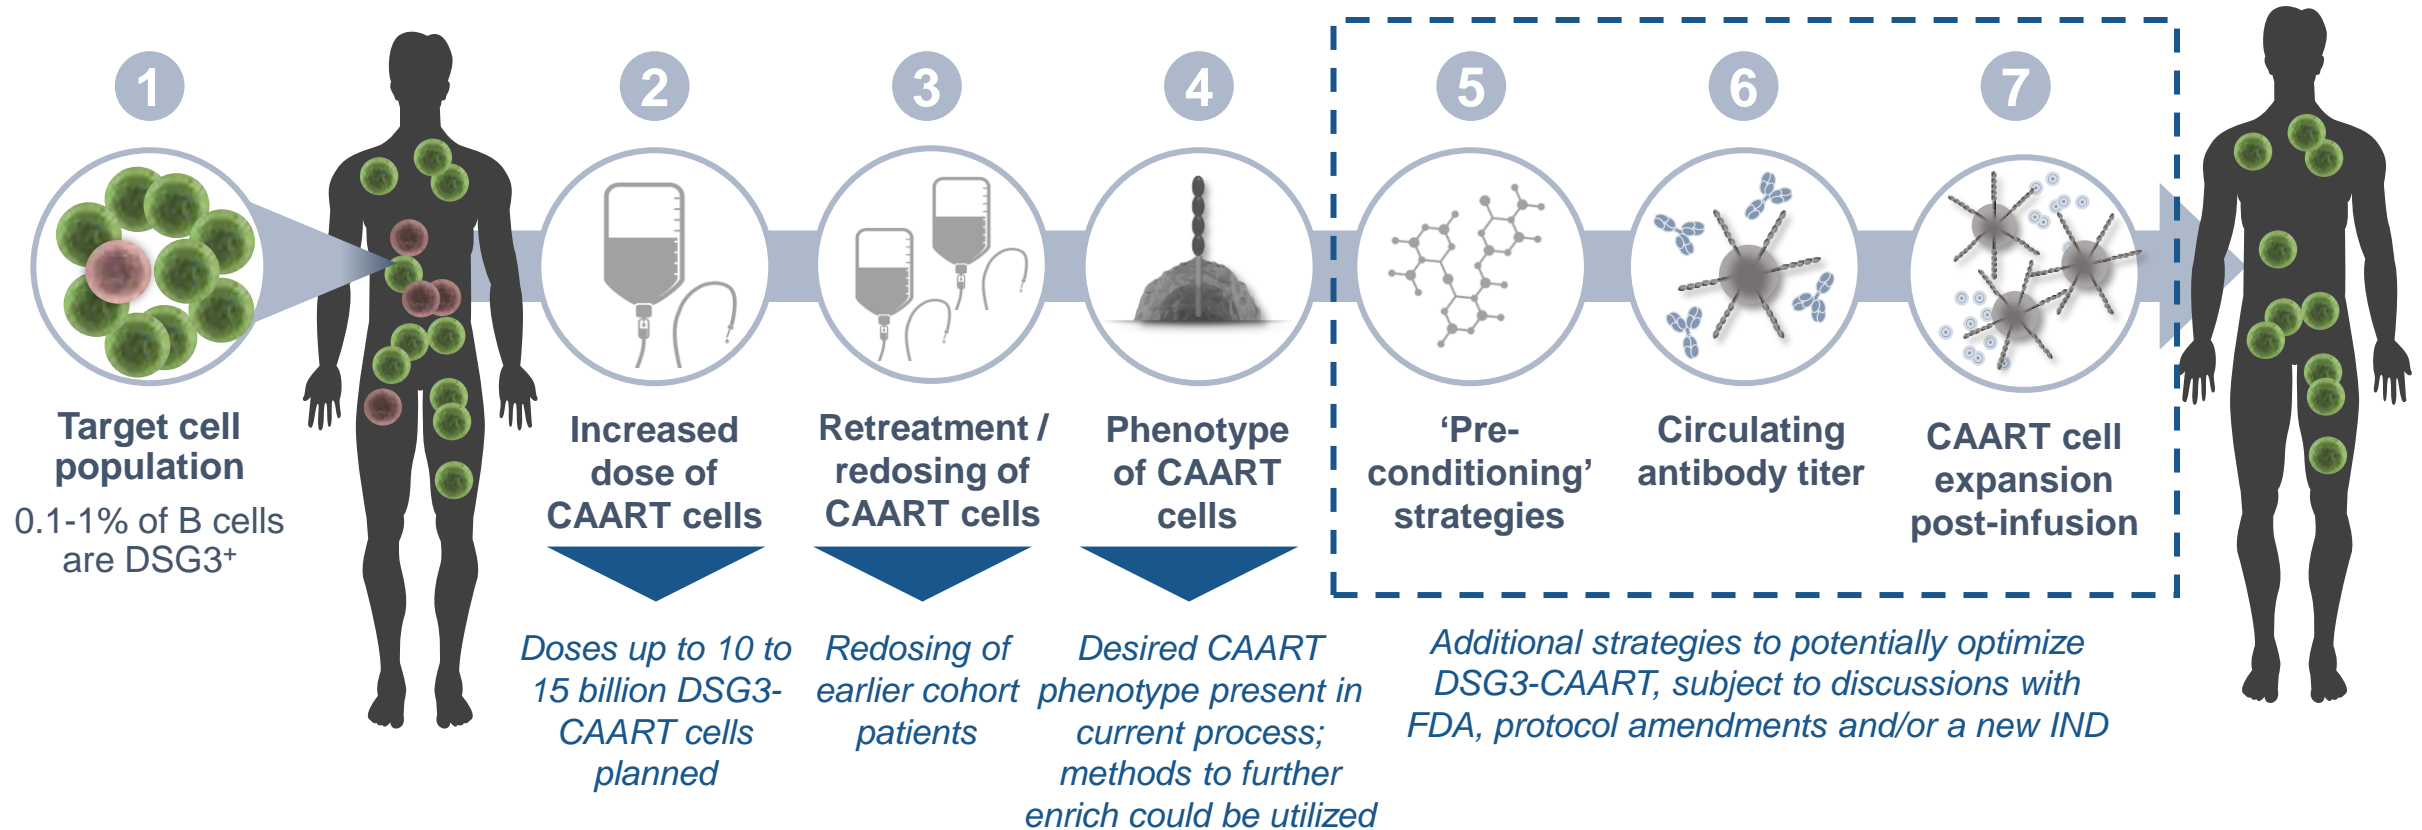 1
Target cell
population
0.1-1% of B cells
are DSG3⁺
2
Increased
dose of
CAART cells
Doses up to 10 to
15 billion DSG3-
CAART cells
planned
3
Retreatment /
redosing of
CAART cells
Redosing of
earlier cohort
patients
4
Phenotype
of CAART
cells
Desired CAART
phenotype present in
current process;
methods to further
enrich could be utilized
5
‘Pre-
conditioning’
strategies
6
Circulating
antibody titer
7
CAART cell
expansion
post-infusion
Additional strategies to potentially optimize
DSG3-CAART, subject to discussions with
FDA, protocol amendments and/or a new IND